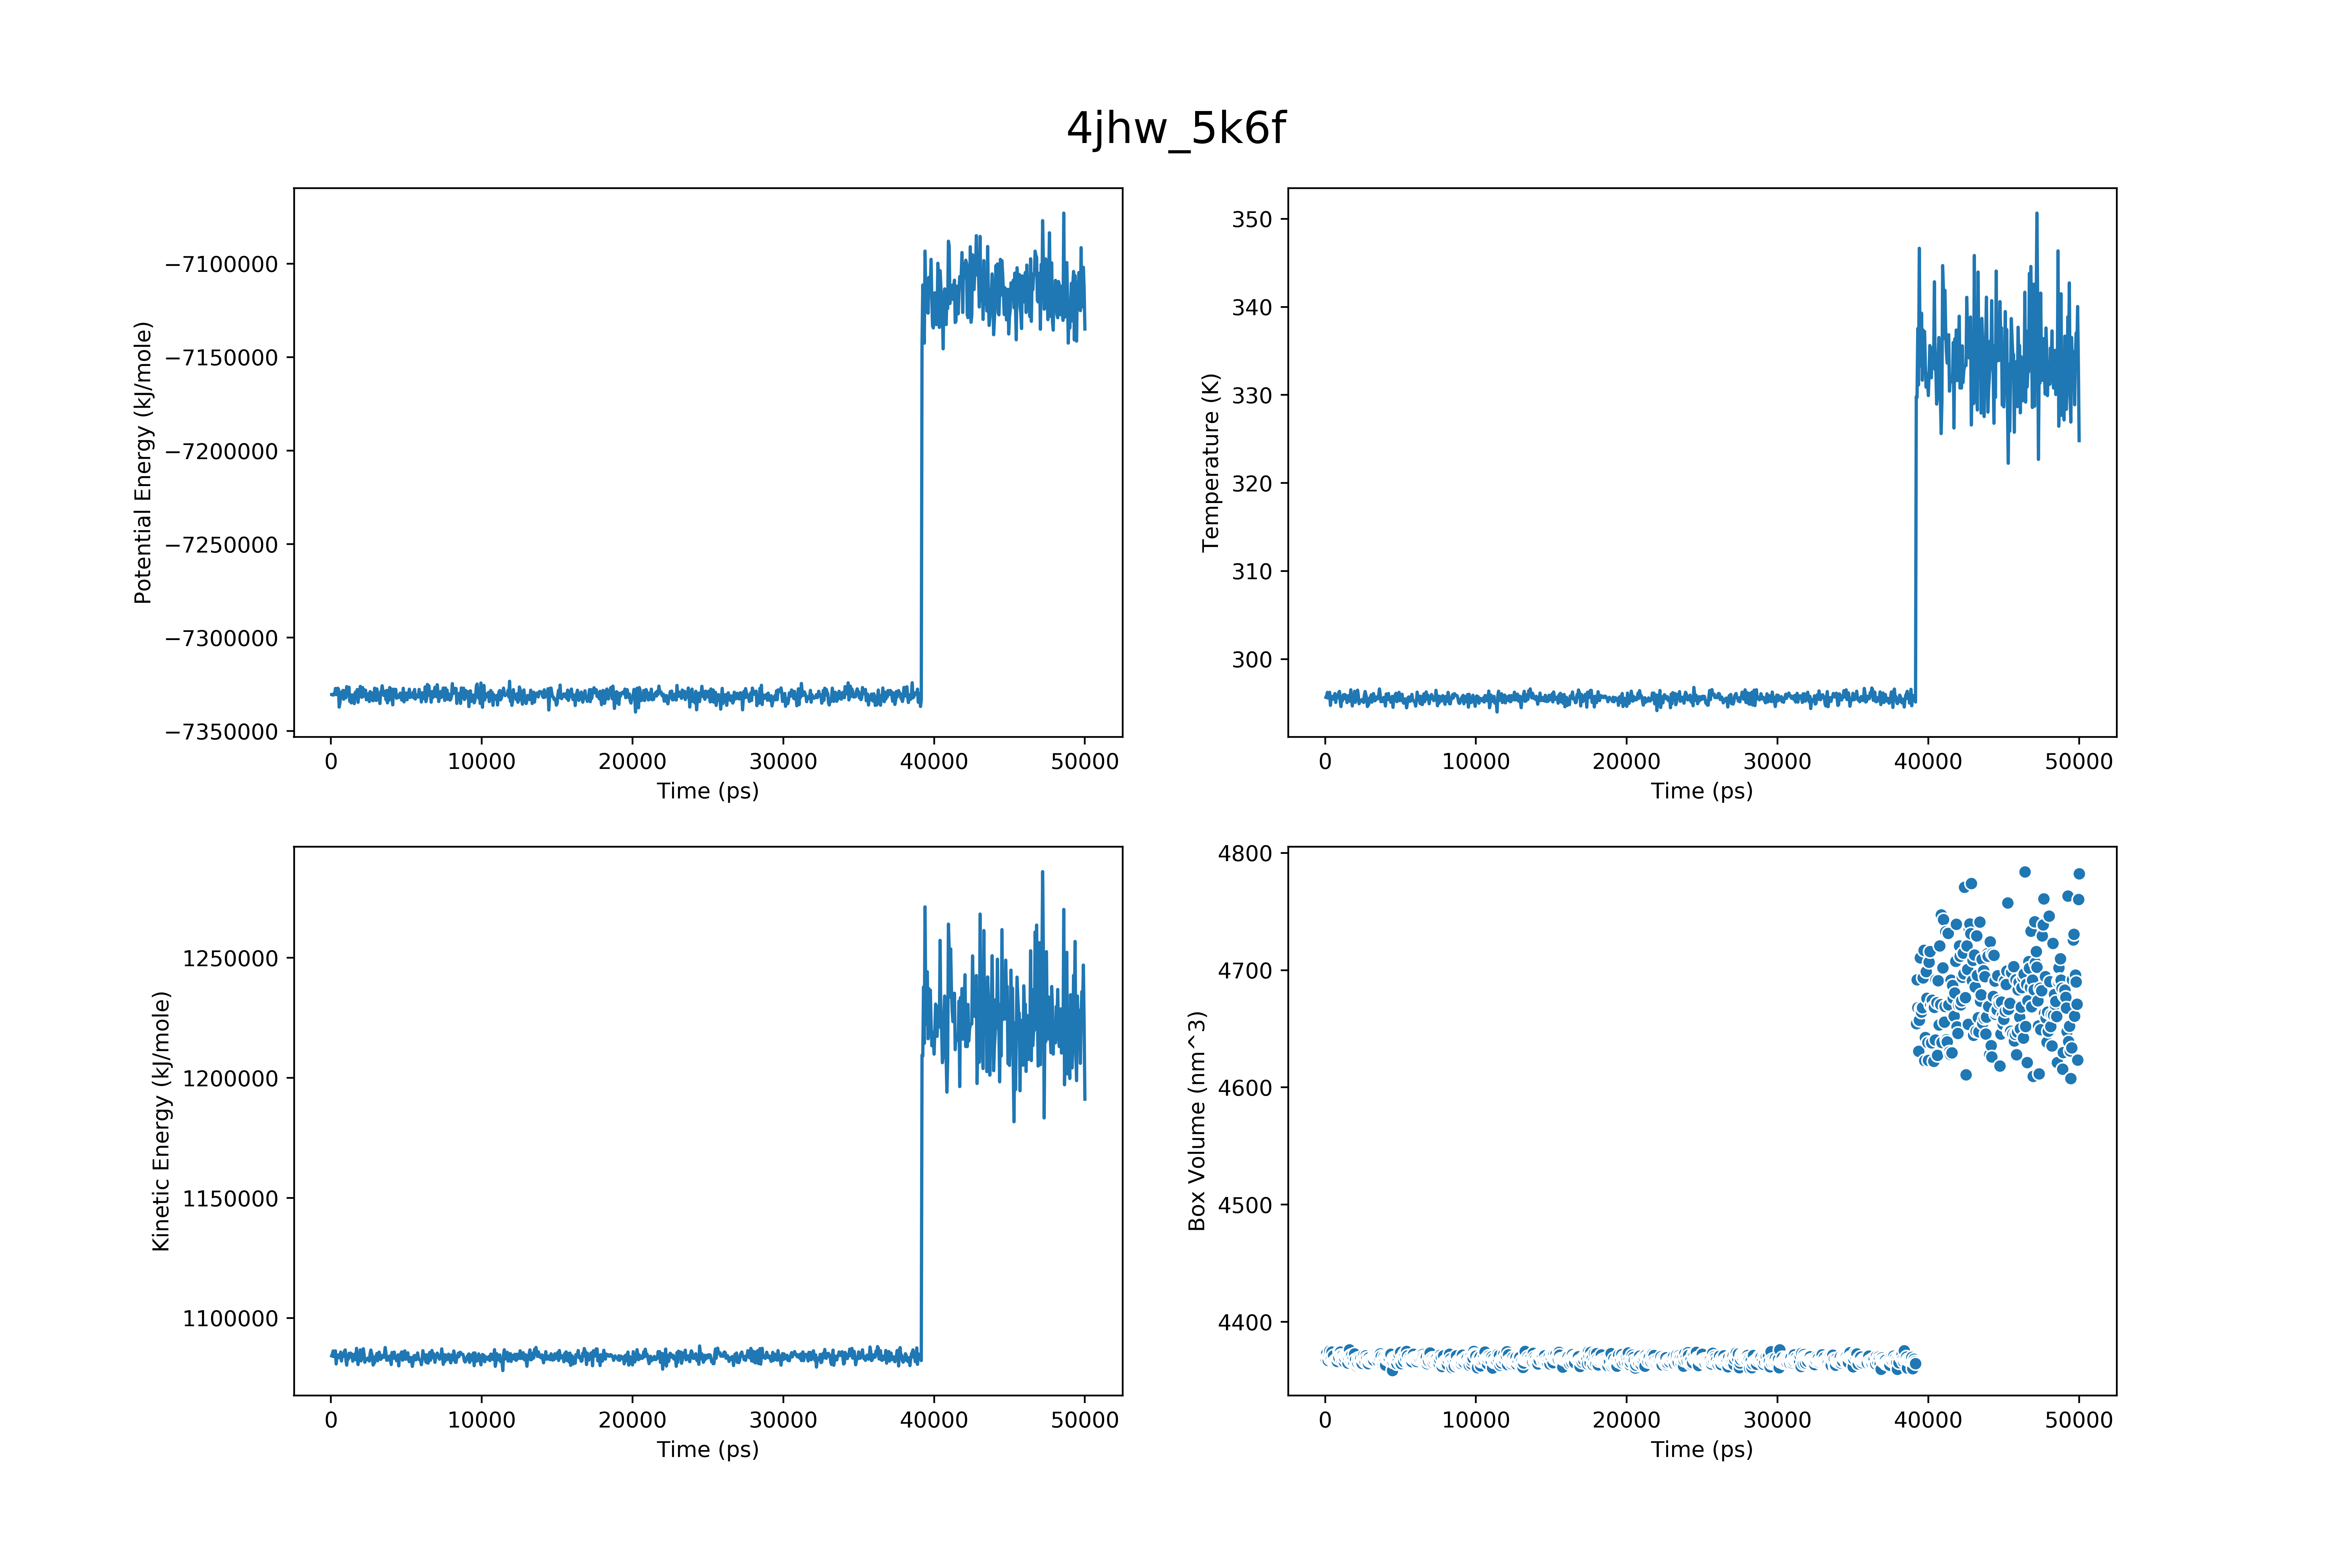 4jhw_5k6f
−7100000
−7150000
−7200000
−7250000
−7300000
−7350000
Potential Energy (kJ/mole)
0 10000 20000 30000 40000 50000
Time (ps)
350
340
330
320
310
300
Temperature (K)
0 10000 20000 30000 40000 50000
Time (ps)
1250000
1200000
1150000
1100000
Kinetic Energy (kJ/mole)
0 10000 20000 30000 40000 50000
Time (ps)
4800
4700
4600
4500
4400
Box Volume (nm^3)
0 10000 20000 30000 40000 50000
Time (ps)